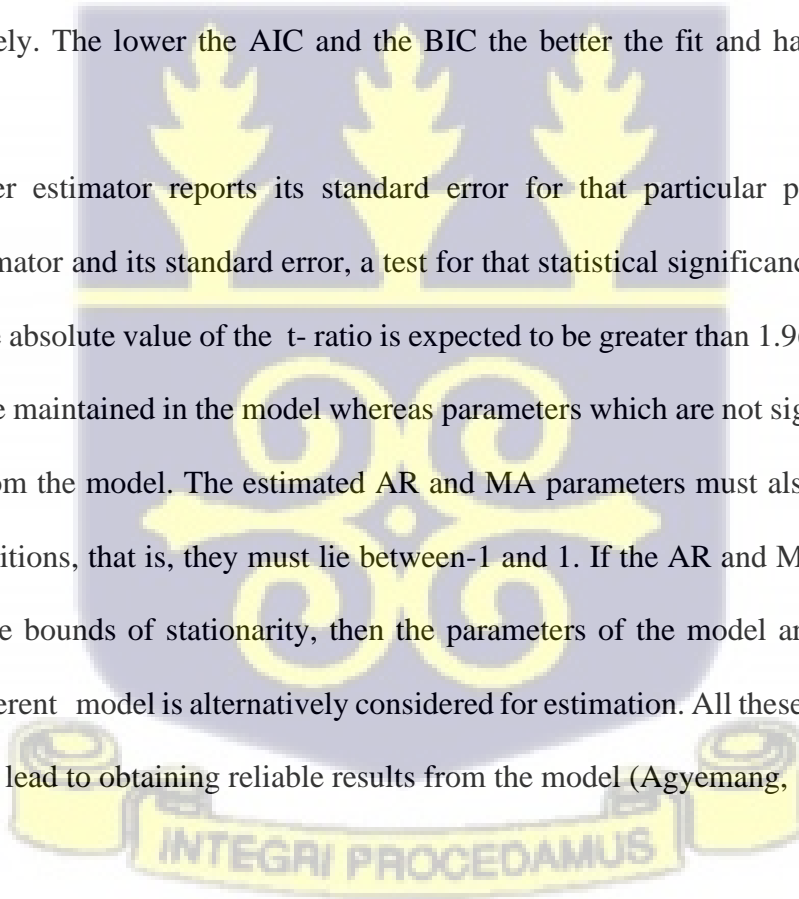 ely. The lower the AIC and the BIC the better the fit and ha
er estimator reports its standard error for that particular p
mator and its standard error, a test for that statistical significanc
e absolute value of the t- ratio is expected to be greater than 1.9
e maintained in the model whereas parameters which are not sig
om the model. The estimated AR and MA parameters must als
itions, that is, they must lie between-1 and 1. If the AR and M
e bounds of stationarity, then the parameters of the model ar
erent model is alternatively considered for estimation. All these
lead to obtaining reliable results from the model (Agyemang,
INTEGRI PROCEDAMUS